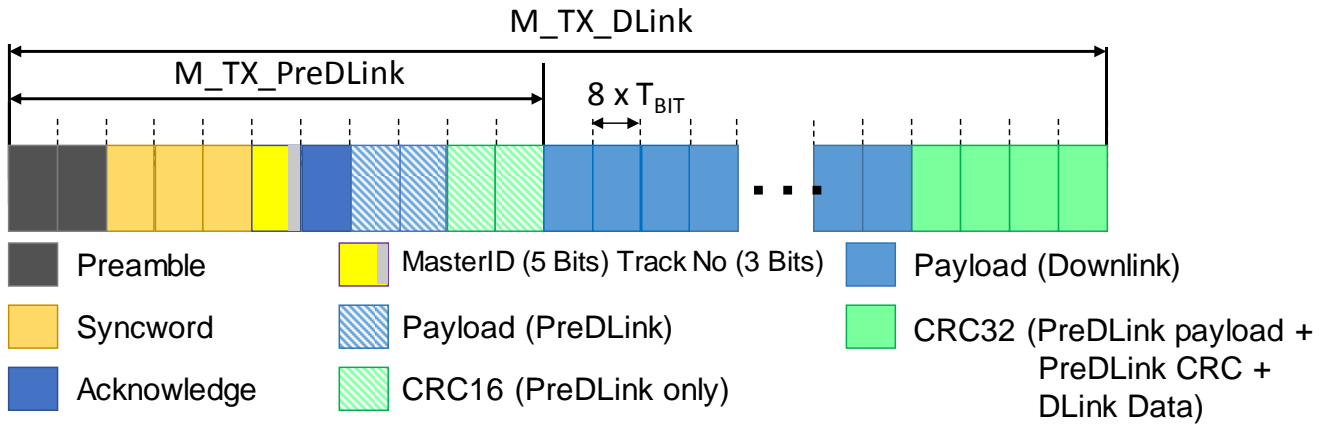 M_TX_DLink
M_TX_PreDLink
8 x T_BIT
Preamble
MasterID (5 Bits) Track No (3 Bits)
Payload (Downlink)
Syncword
Payload (PreDLink)
CRC32 (PreDLink payload +
PreDLink CRC +
DLink Data)
Acknowledge
CRC16 (PreDLink only)